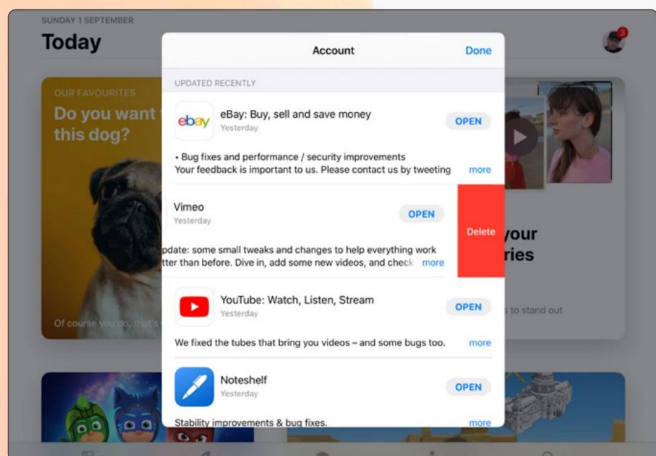 SUNDAY 1 SEPTEMBER
Today
3
Account
Done
UPDATED RECENTLY
ebay
eBay: Buy, sell and save money
Yesterday
OPEN
• Bug fixes and performance / security improvements
Your feedback is important to us. Please contact us by tweeting more
Vimeo
Yesterday
OPEN
Delete
pdate: some small tweaks and changes to help everything work
tter than before. Dive in, add some new videos, and check more
YouTube: Watch, Listen, Stream
Yesterday
OPEN
We fixed the tubes that bring you videos – and some bugs too. more
Noteshelf
Yesterday
OPEN
Stability improvements & bug fixes. more
OUR FAVOURITES
Do you want
this dog?
Of course you do, that's
your
ries
s to stand out